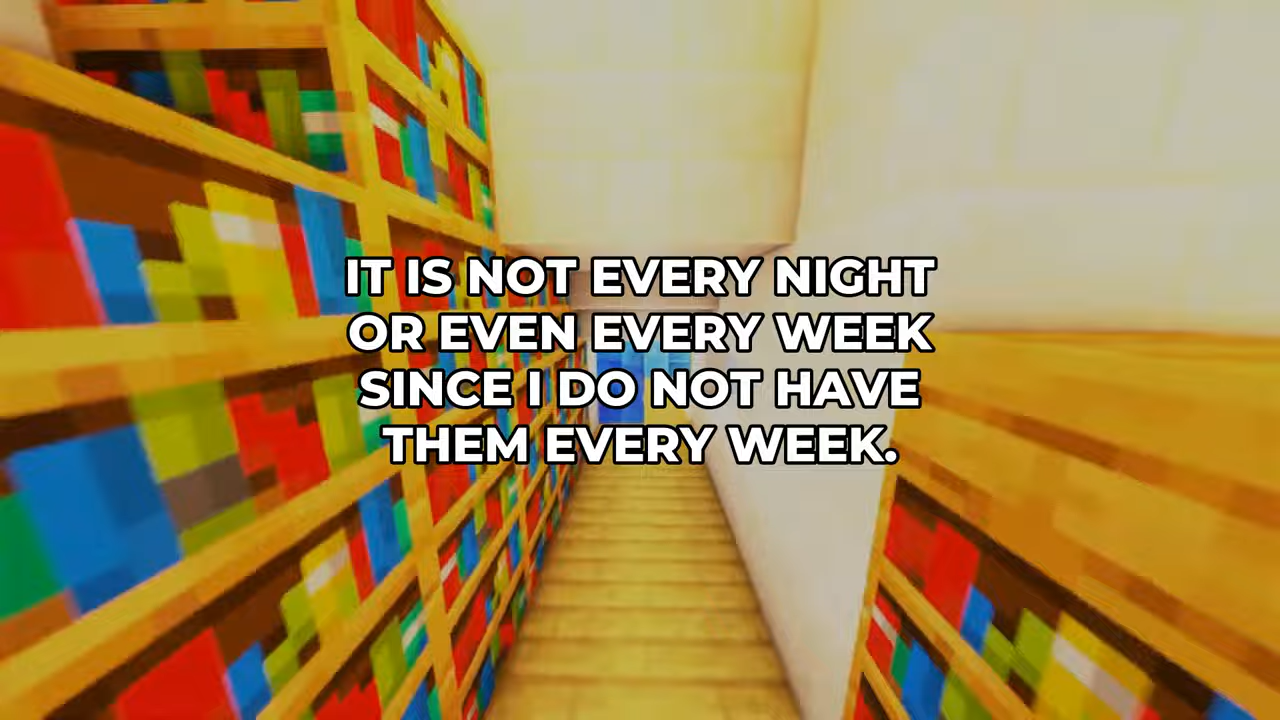 IT IS NOT EVERY NIGHT
OR EVEN EVERY WEEK
SINCE I DO NOT HAVE
THEM EVERY WEEK.